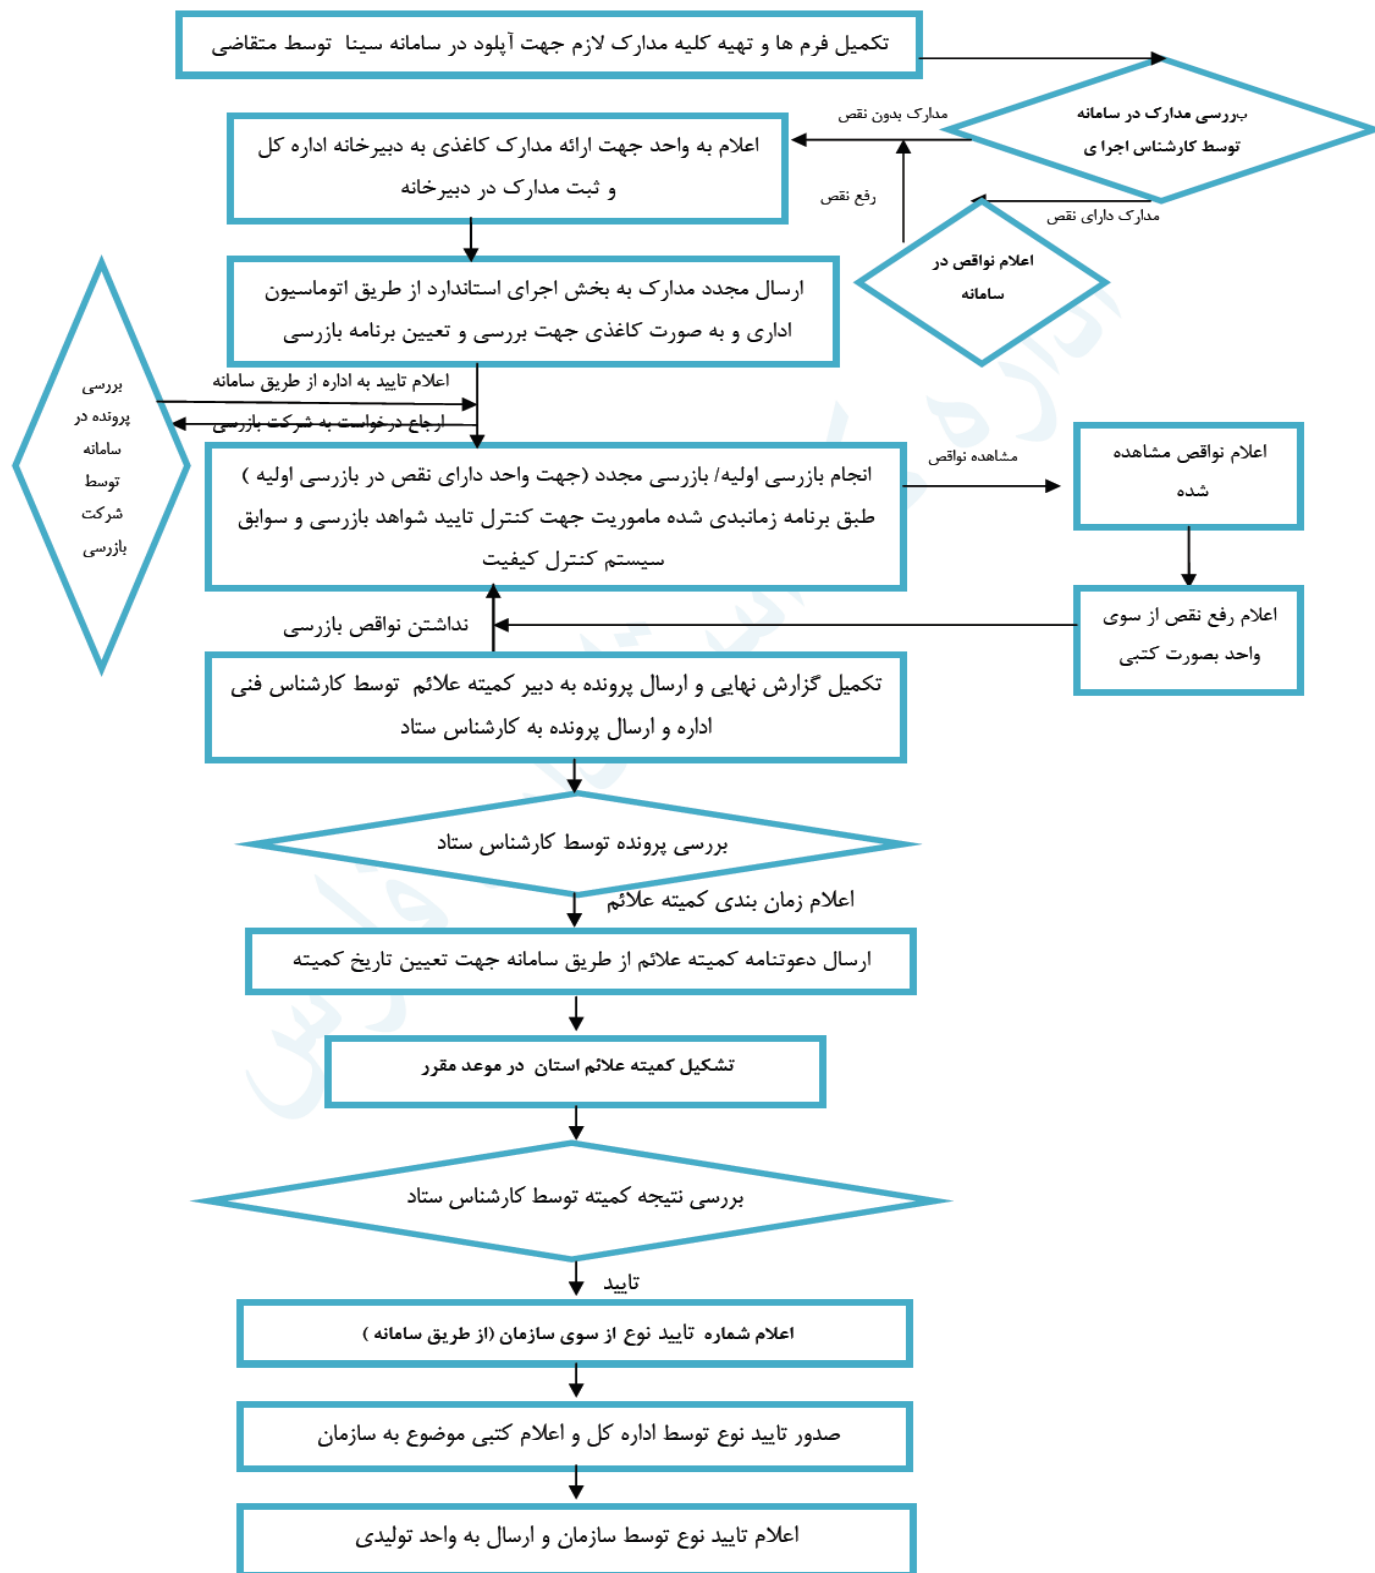 تکمیل فرم ها و تهیه کلیه مدارک لازم جهت آپلود در سامانه سینا توسط متقاضی
بررسی مدارک در سامانه
توسط کارشناس اجرا ی
مدارک بدون نقص
اعلام به واحد جهت ارائه مدارک کاغذی به دبیرخانه اداره کل
و ثبت مدارک در دبیرخانه
رفع نقص
مدارک دارای نقص
اعلام نواقص در
سامانه
ارسال مجدد مدارک به بخش اجرای استاندارد از طریق اتوماسیون
اداری و به صورت کاغذی جهت بررسی و تعیین برنامه بازرسی
اعلام تایید به اداره از طریق سامانه
ارجاع درخواست به شرکت بازرسی
بررسی
پرونده در
سامانه
توسط
شرکت
بازرسی
انجام بازرسی اولیه/ بازرسی مجدد (جهت واحد دارای نقص در بازرسی اولیه )
طبق برنامه زمانبدی شده ماموریت جهت کنترل تایید شواهد بازرسی و سوابق
سیستم کنترل کیفیت
مشاهده نواقص
اعلام نواقص مشاهده
شده
اعلام رفع نقص از سوی
واحد بصورت کتبی
نداشتن نواقص بازرسی
تکمیل گزارش نهایی و ارسال پرونده به دبیر کمیته علائم توسط کارشناس فنی
اداره و ارسال پرونده به کارشناس ستاد
بررسی پرونده توسط کارشناس ستاد
اعلام زمان بندی کمیته علائم
ارسال دعوتنامه کمیته علائم از طریق سامانه جهت تعیین تاریخ کمیته
تشکیل کمیته علائم استان در موعد مقرر
بررسی نتیجه کمیته توسط کارشناس ستاد
تایید
اعلام شماره تایید نوع از سوی سازمان (از طریق سامانه )
صدور تایید نوع توسط اداره کل و اعلام کتبی موضوع به سازمان
اعلام تایید نوع توسط سازمان و ارسال به واحد تولیدی